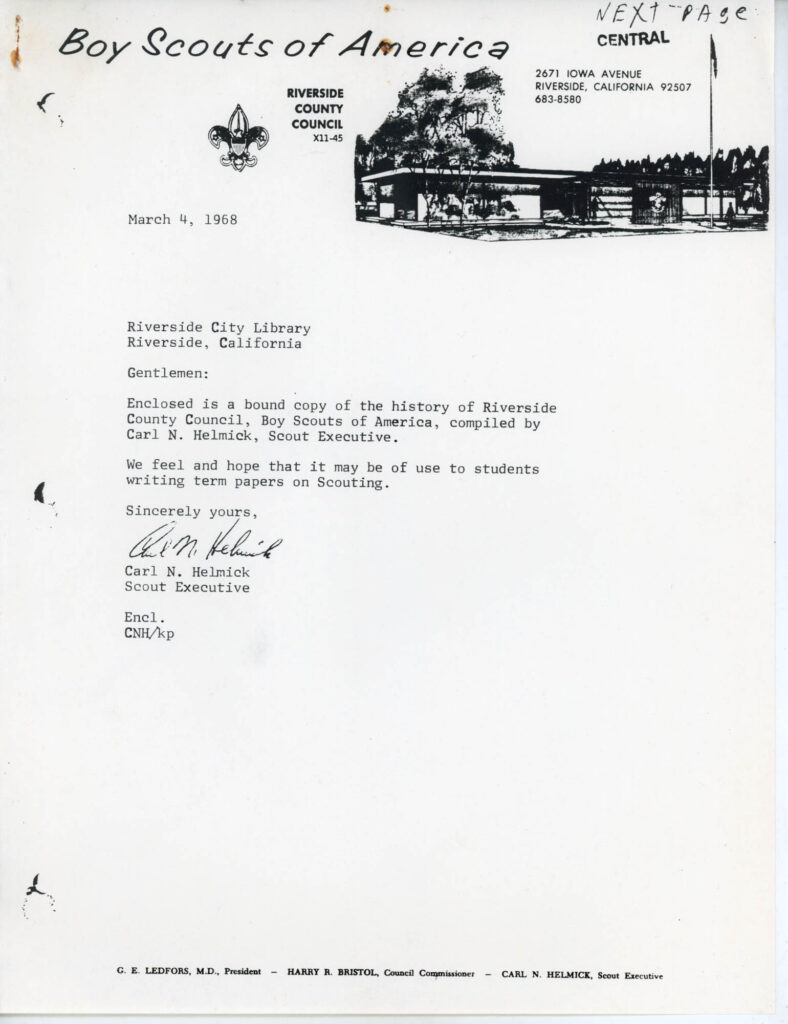 NEXT-PAGE
Boy Scouts of America
CENTRAL
RIVERSIDE
COUNTY
COUNCIL
X11-45
2671 IOWA AVENUE
RIVERSIDE, CALIFORNIA 92507
683-8580
March 4, 1968
Riverside City Library
Riverside, California
Gentlemen:
Enclosed is a bound copy of the history of Riverside
County Council, Boy Scouts of America, compiled by
Carl N. Helmick, Scout Executive.
We feel and hope that it may be of use to students
writing term papers on Scouting.
Sincerely yours,
Carl N. Helmick
Carl N. Helmick
Scout Executive
Encl.
CNH/kp
G. E. LEDFORS, M.D., President – HARRY R. BRISTOL, Council Commissioner – CARL N. HELMICK, Scout Executive